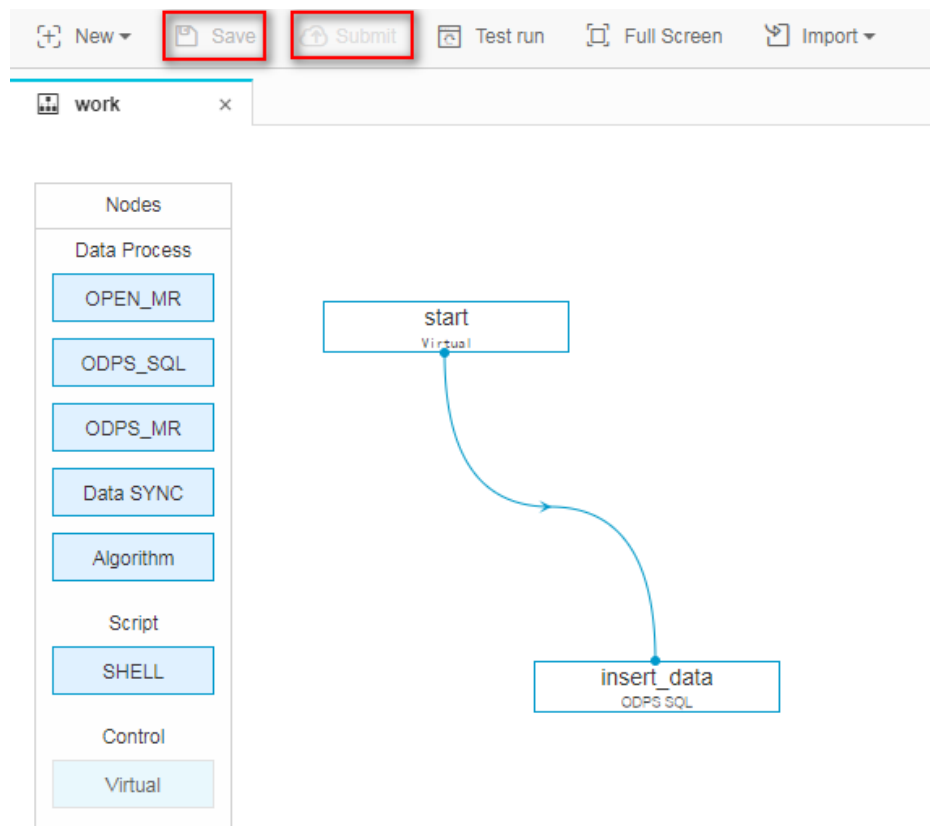 New Save Submit Test run Full Screen Import
work
Nodes
Data Process
OPEN_MR
ODPS_SQL
ODPS_MR
Data SYNC
Algorithm
Script
SHELL
Control
Virtual
start
Virtual
insert_data
ODPS SQL